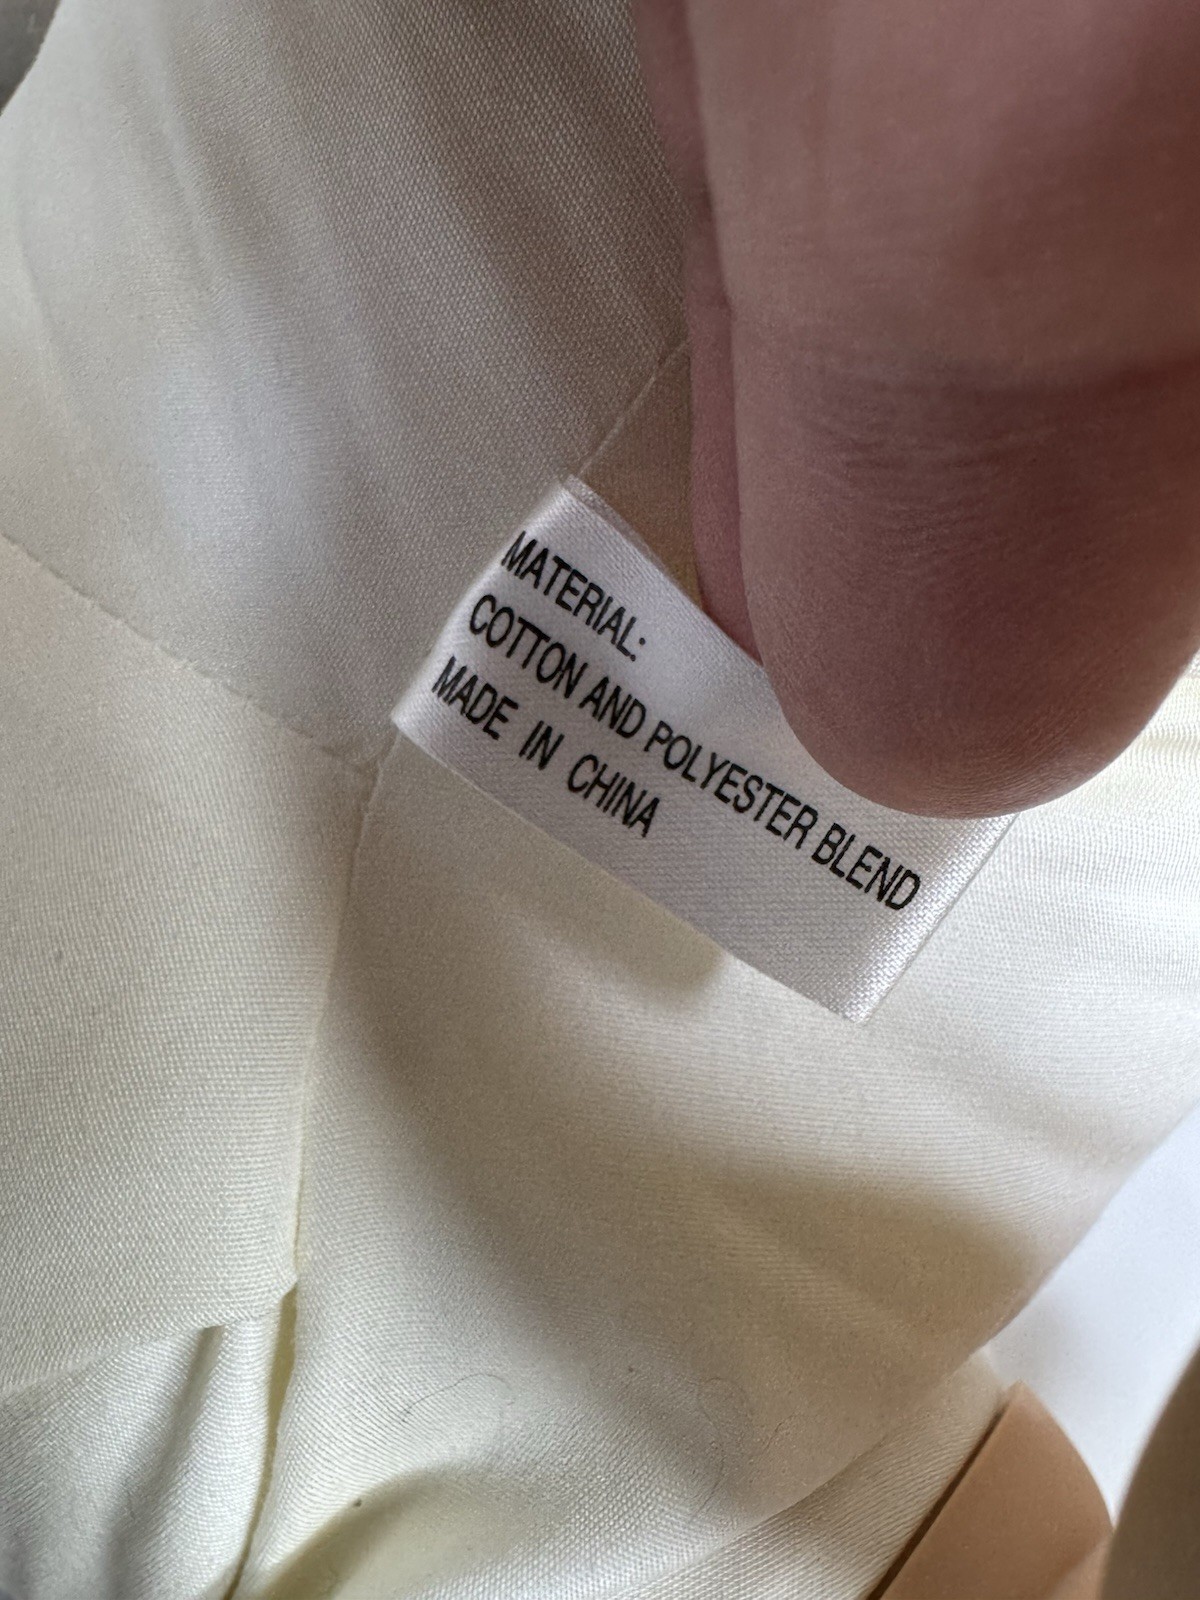 MATERIAL:
COTTON AND POLYESTER BLEND
MADE IN CHINA